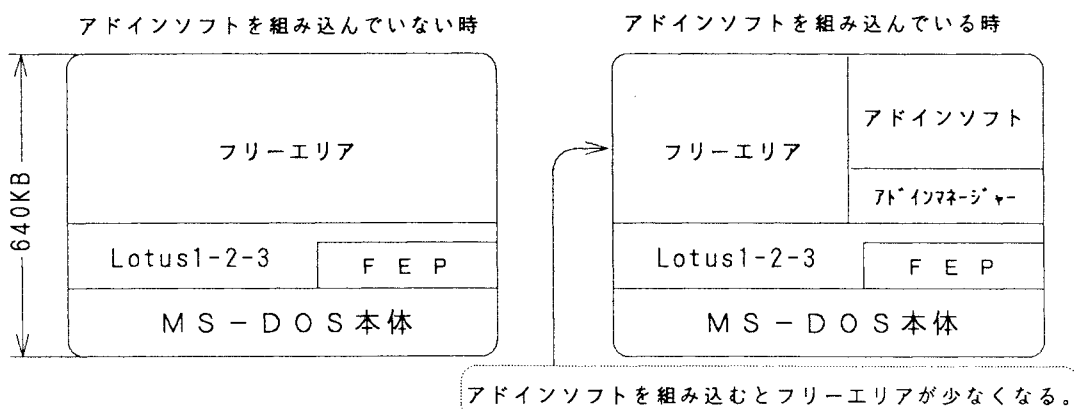 アドインソフトを組み込んでいない時
640KB
フリーエリア
Lotus1-2-3
ＦＥＰ
ＭＳ－ＤＯＳ本体
アドインソフトを組み込んでいる時
フリーエリア
アドインソフト
ｱﾄﾞｲﾝﾏﾈｰｼﾞｬｰ
Lotus1-2-3
ＦＥＰ
ＭＳ－ＤＯＳ本体
アドインソフトを組み込むとフリーエリアが少なくなる。